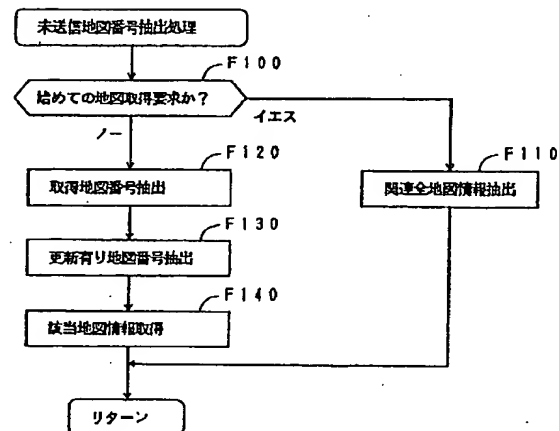 未送信地図番号抽出処理
F100
始めての地図取得要求か？
イエス
ノー
F120
F110
取得地図番号抽出
関連全地図情報抽出
F130
更新有り地図番号抽出
F140
該当地図情報取得
リターン